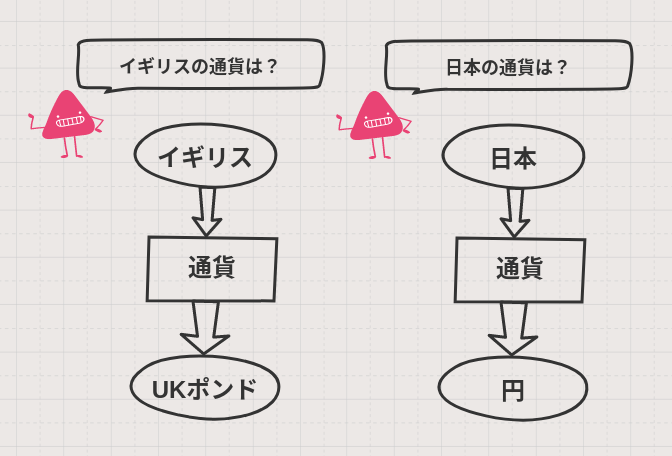 イギリスの通貨は？
日本の通貨は？
イギリス
日本
通貨
通貨
UKポンド
円